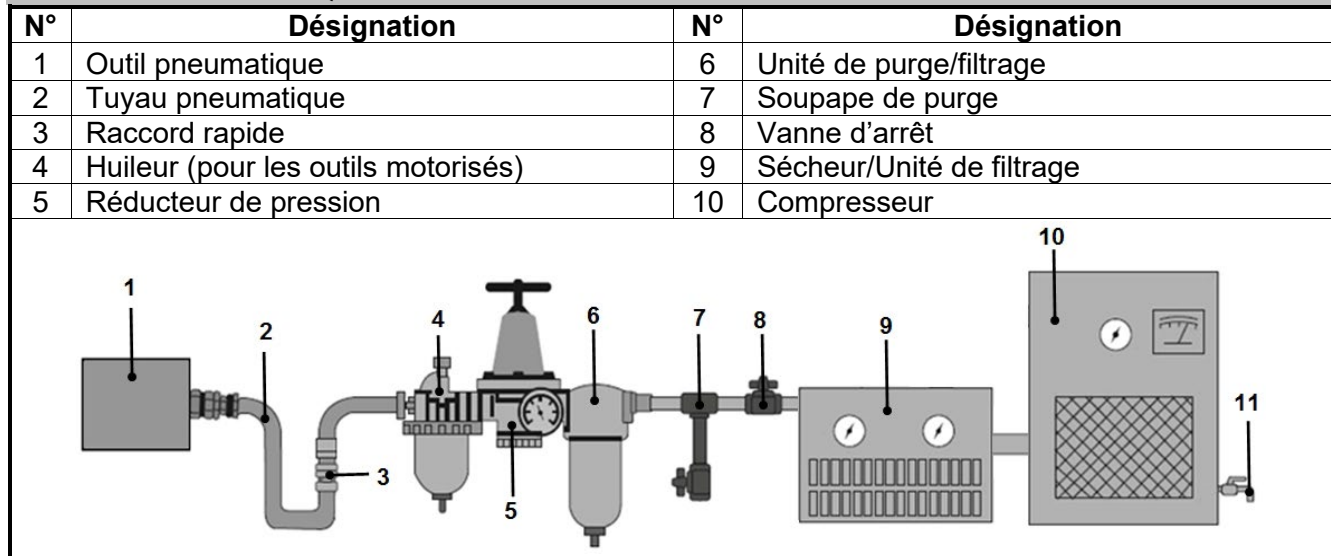 N° Désignation N° Désignation
1 Outil pneumatique 6 Unité de purge/filtrage
2 Tuyau pneumatique 7 Soupape de purge
3 Raccord rapide 8 Vanne d’arrêt
4 Huileur (pour les outils motorisés) 9 Sécheur/Unité de filtrage
5 Réducteur de pression 10 Compresseur
10
1
2
4
6
7
8
9
11
3
5